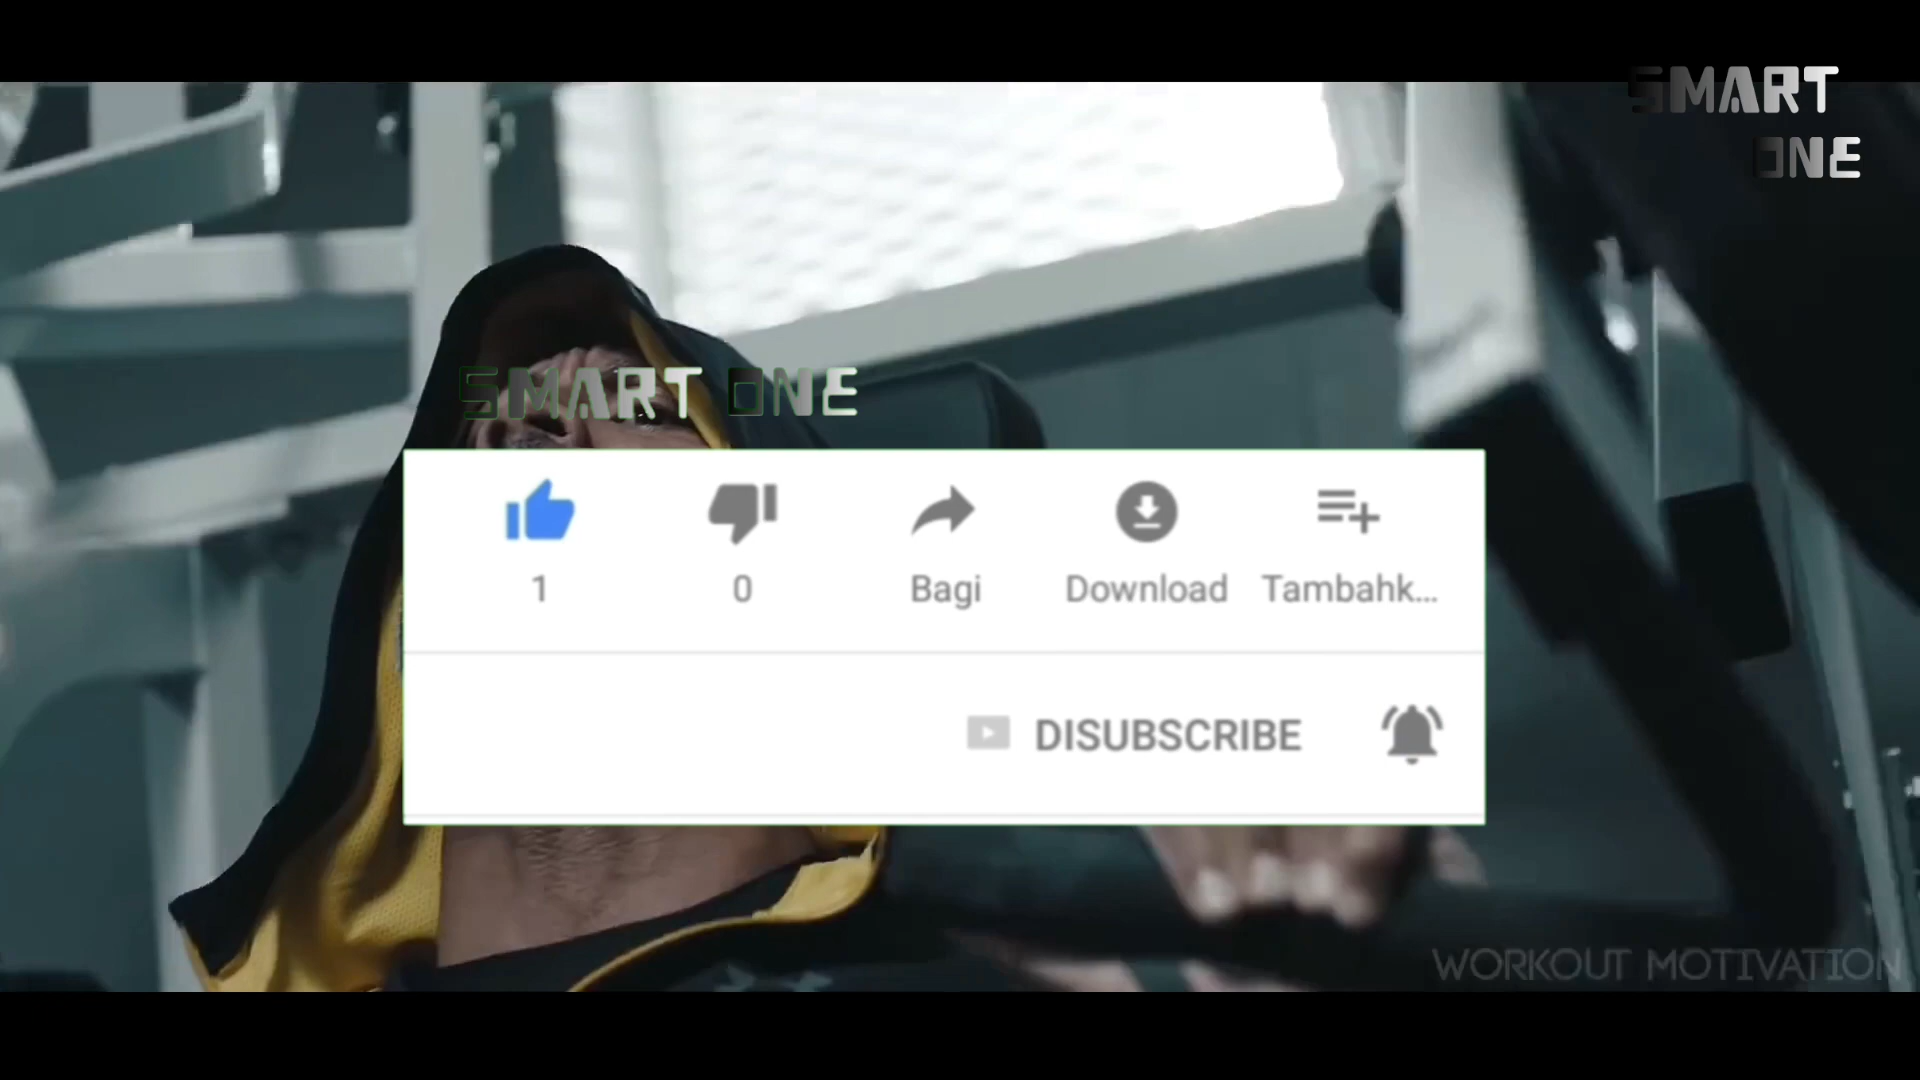 SMART
ONE
SMART ONE
1
0
Bagi
Download
Tambahk...
DISUBSCRIBE
WORKOUT MOTIVATION